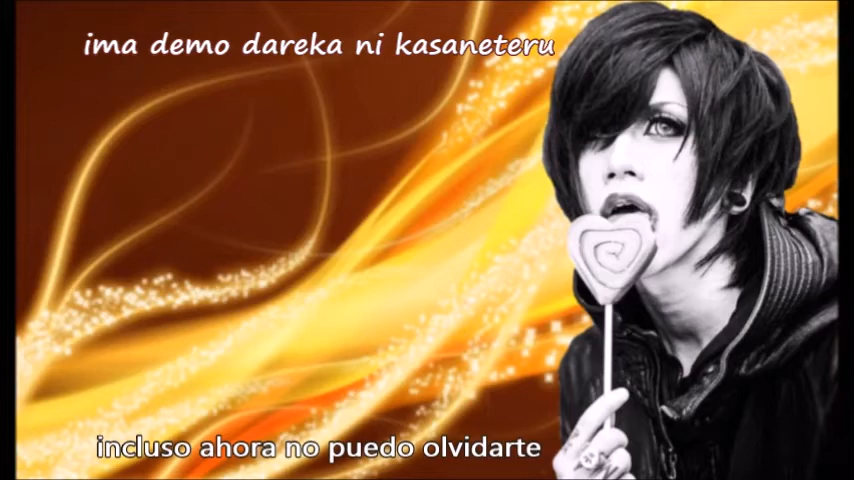 ima demo dareka ni kasaneteru
incluso ahora no puedo olvidarte